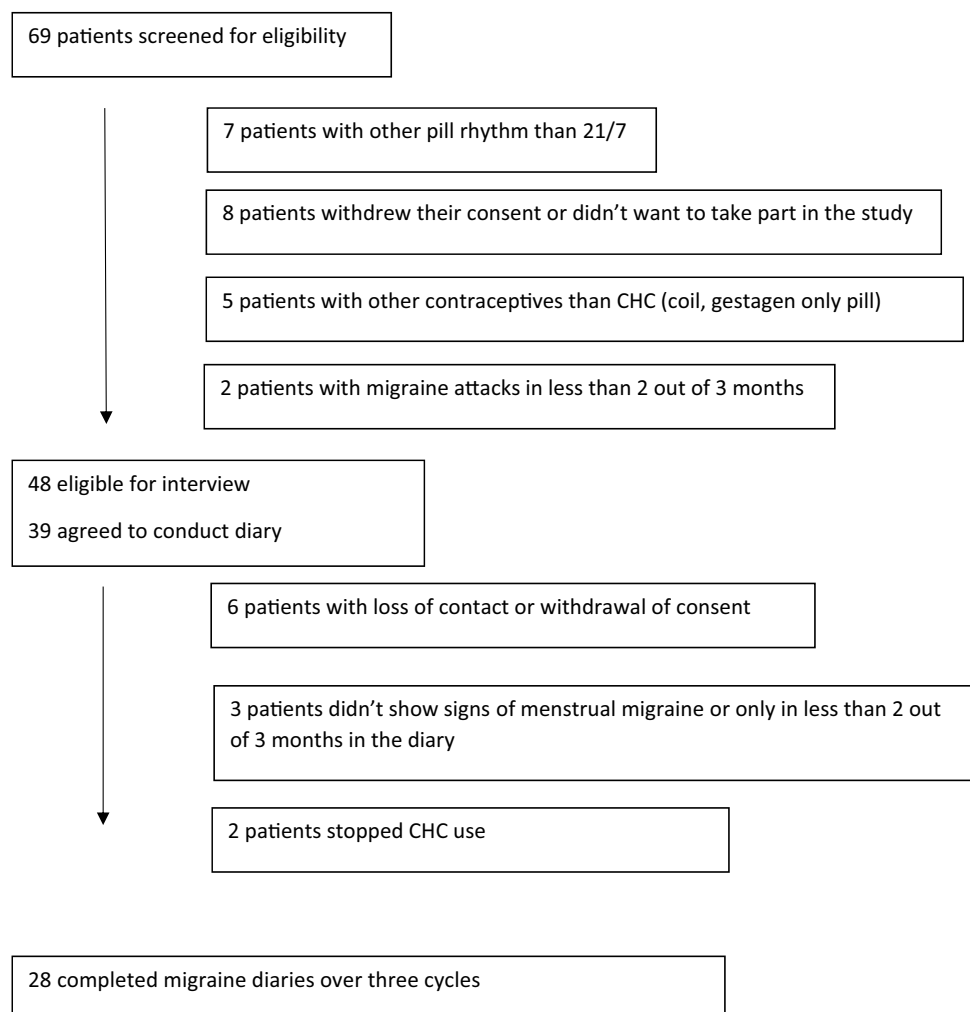 69 patients screened for eligibility
7 patients with other pill rhythm than 21/7
8 patients withdrew their consent or didn’t want to take part in the study
5 patients with other contraceptives than CHC (coil, gestagen only pill)
2 patients with migraine attacks in less than 2 out of 3 months
48 eligible for interview
39 agreed to conduct diary
6 patients with loss of contact or withdrawal of consent
3 patients didn’t show signs of menstrual migraine or only in less than 2 out
of 3 months in the diary
2 patients stopped CHC use
28 completed migraine diaries over three cycles